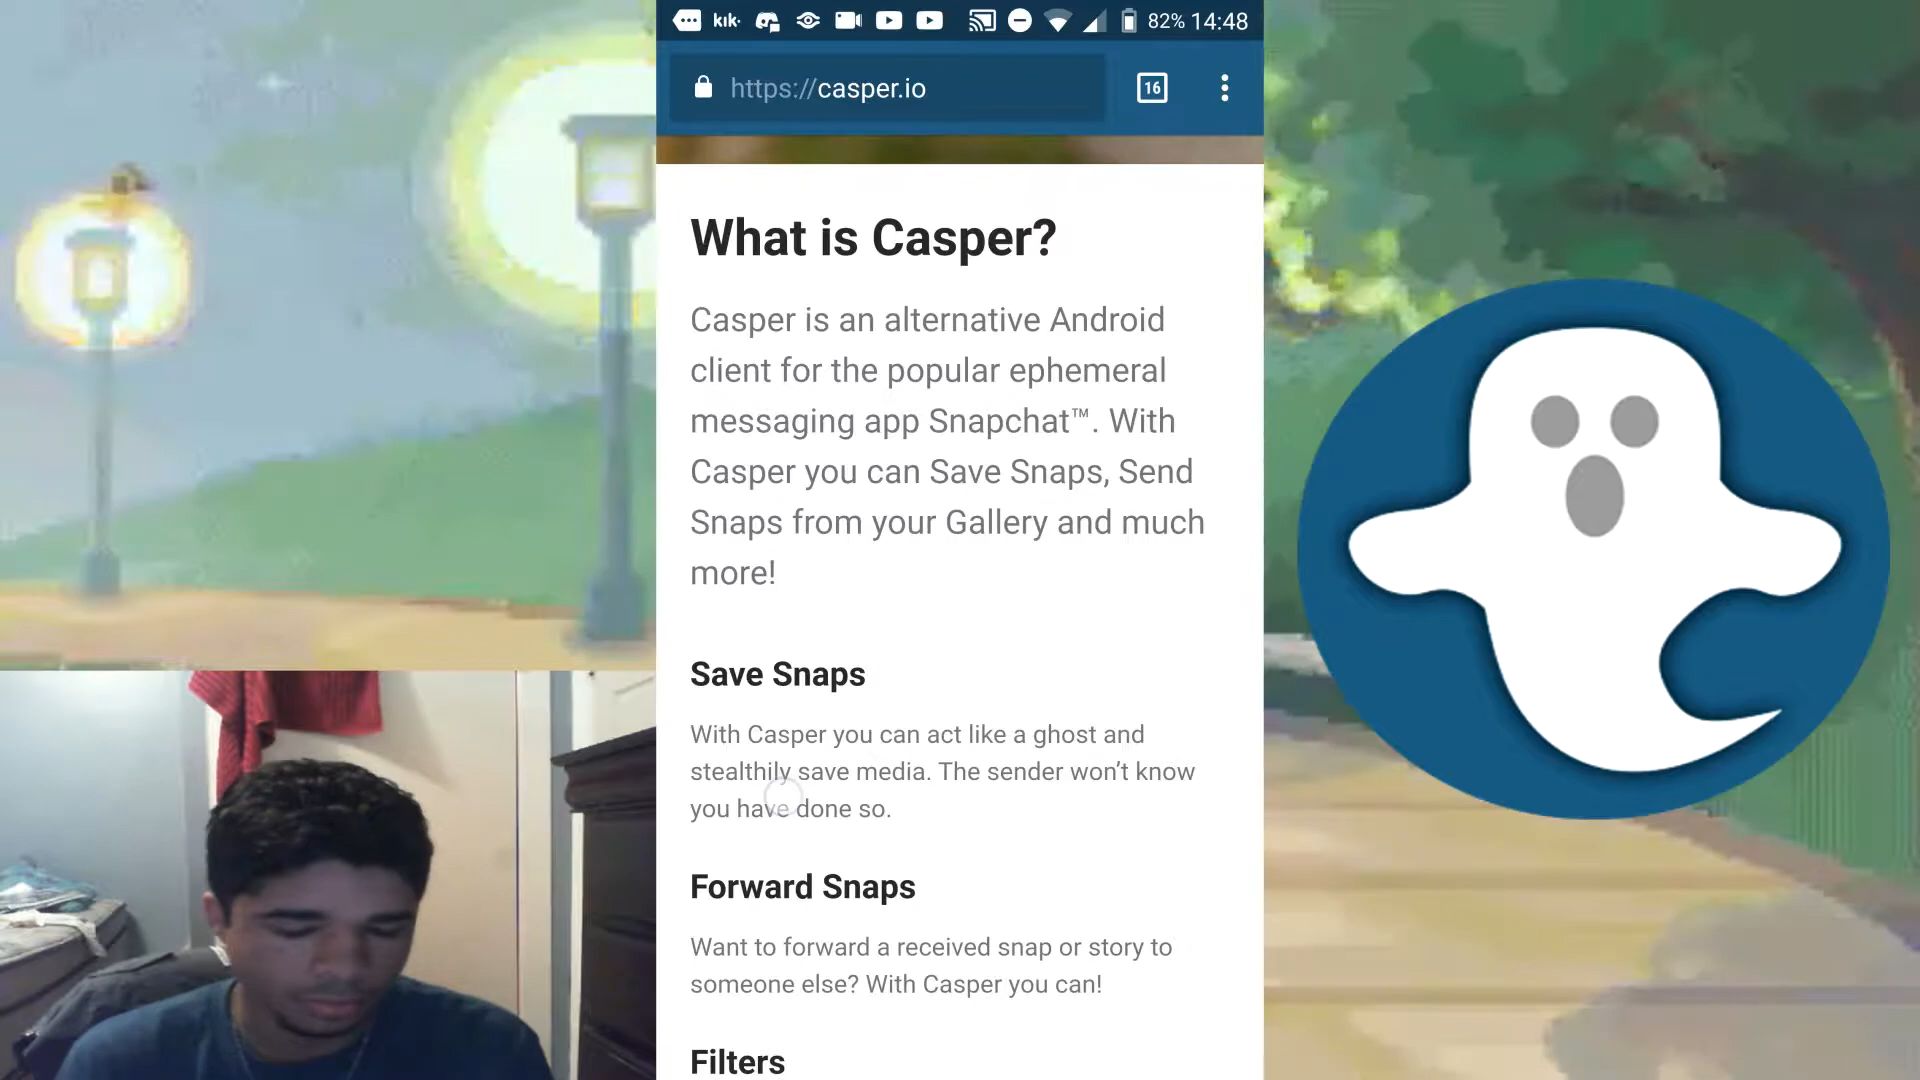 kik·
82% 14:48
https://casper.io
16
What is Casper?
Casper is an alternative Android
client for the popular ephemeral
messaging app Snapchat™. With
Casper you can Save Snaps, Send
Snaps from your Gallery and much
more!
Save Snaps
With Casper you can act like a ghost and
stealthily save media. The sender won’t know
you have done so.
Forward Snaps
Want to forward a received snap or story to
someone else? With Casper you can!
Filters